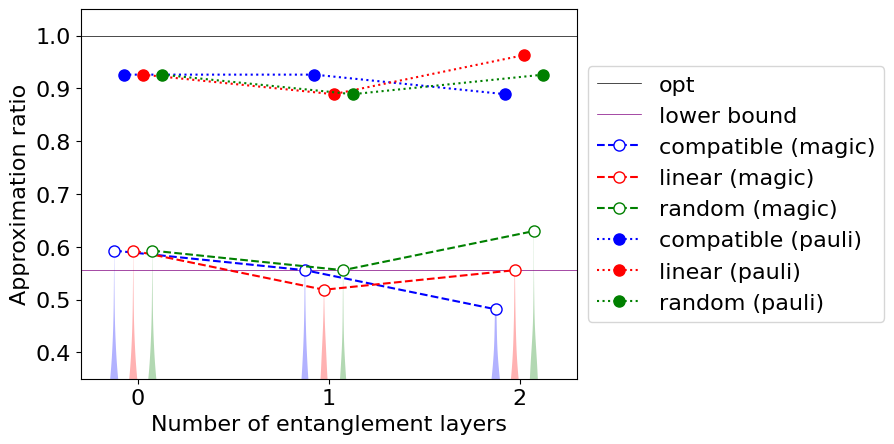 1.0
0.9
0.8
0.7
0.6
0.5
0.4
Approximation ratio
0 1 2
Number of entanglement layers
opt
lower bound
compatible (magic)
linear (magic)
random (magic)
compatible (pauli)
linear (pauli)
random (pauli)